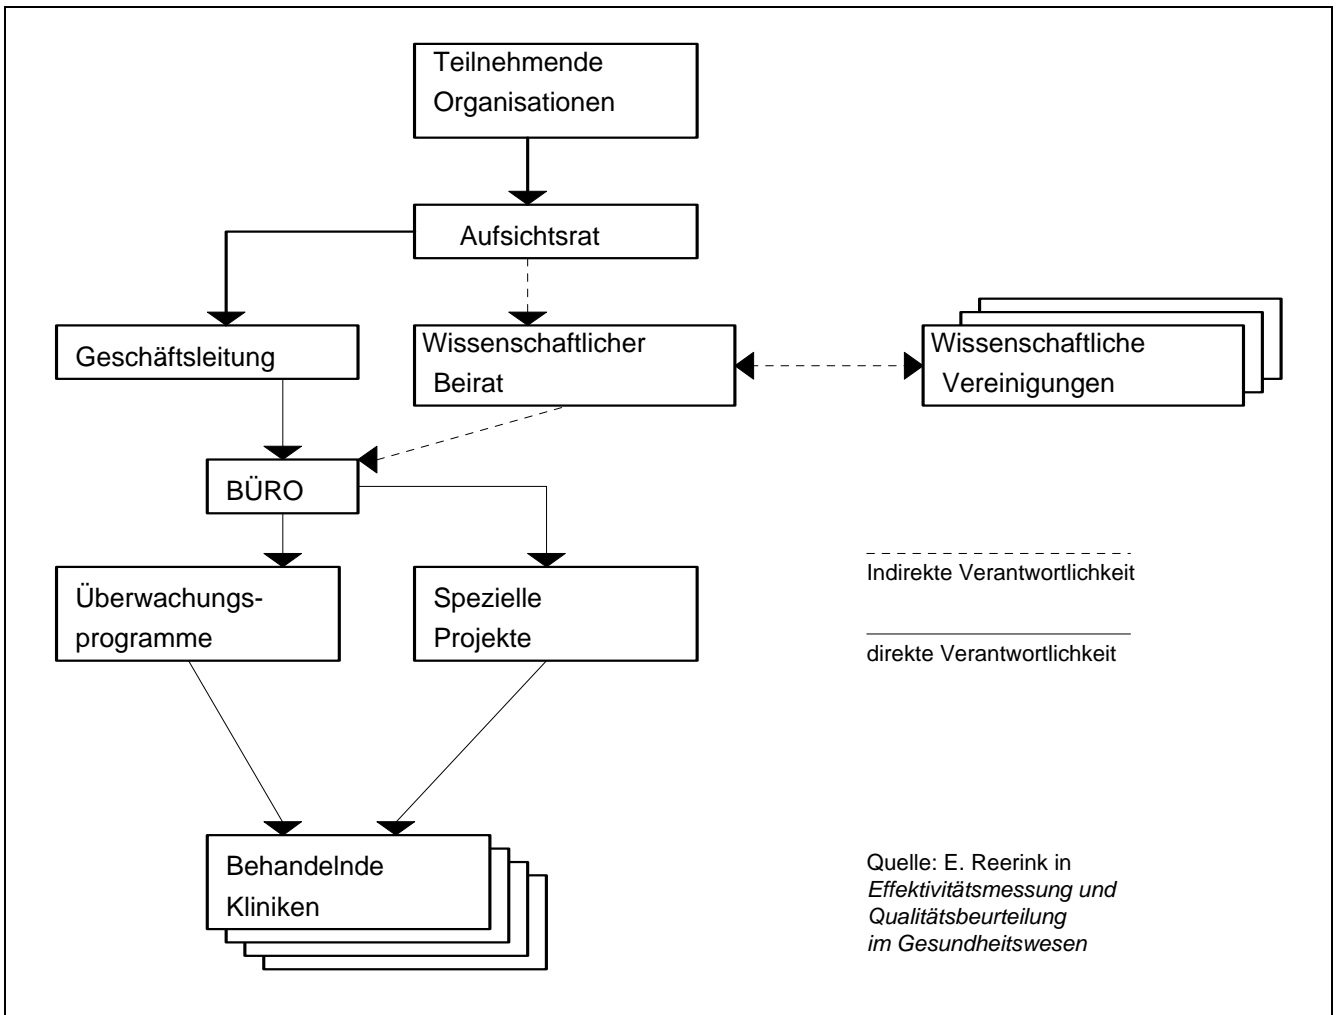 Teilnehmende
Organisationen
Aufsichtsrat
Geschäftsleitung
Wissenschaftlicher
Beirat
Wissenschaftliche
Vereinigungen
BÜRO
Überwachungs-
programme
Spezielle
Projekte
Indirekte Verantwortlichkeit
direkte Verantwortlichkeit
Behandelnde
Kliniken
Quelle: E. Reerink in
Effektivitätsmessung und
Qualitätsbeurteilung
im Gesundheitswesen